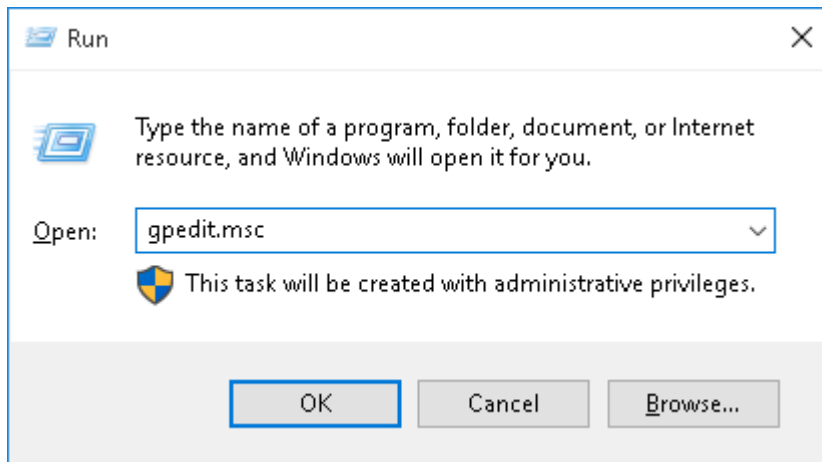 Run
Type the name of a program, folder, document, or Internet
resource, and Windows will open it for you.
Open: gpedit.msc
This task will be created with administrative privileges.
OK Cancel Browse...